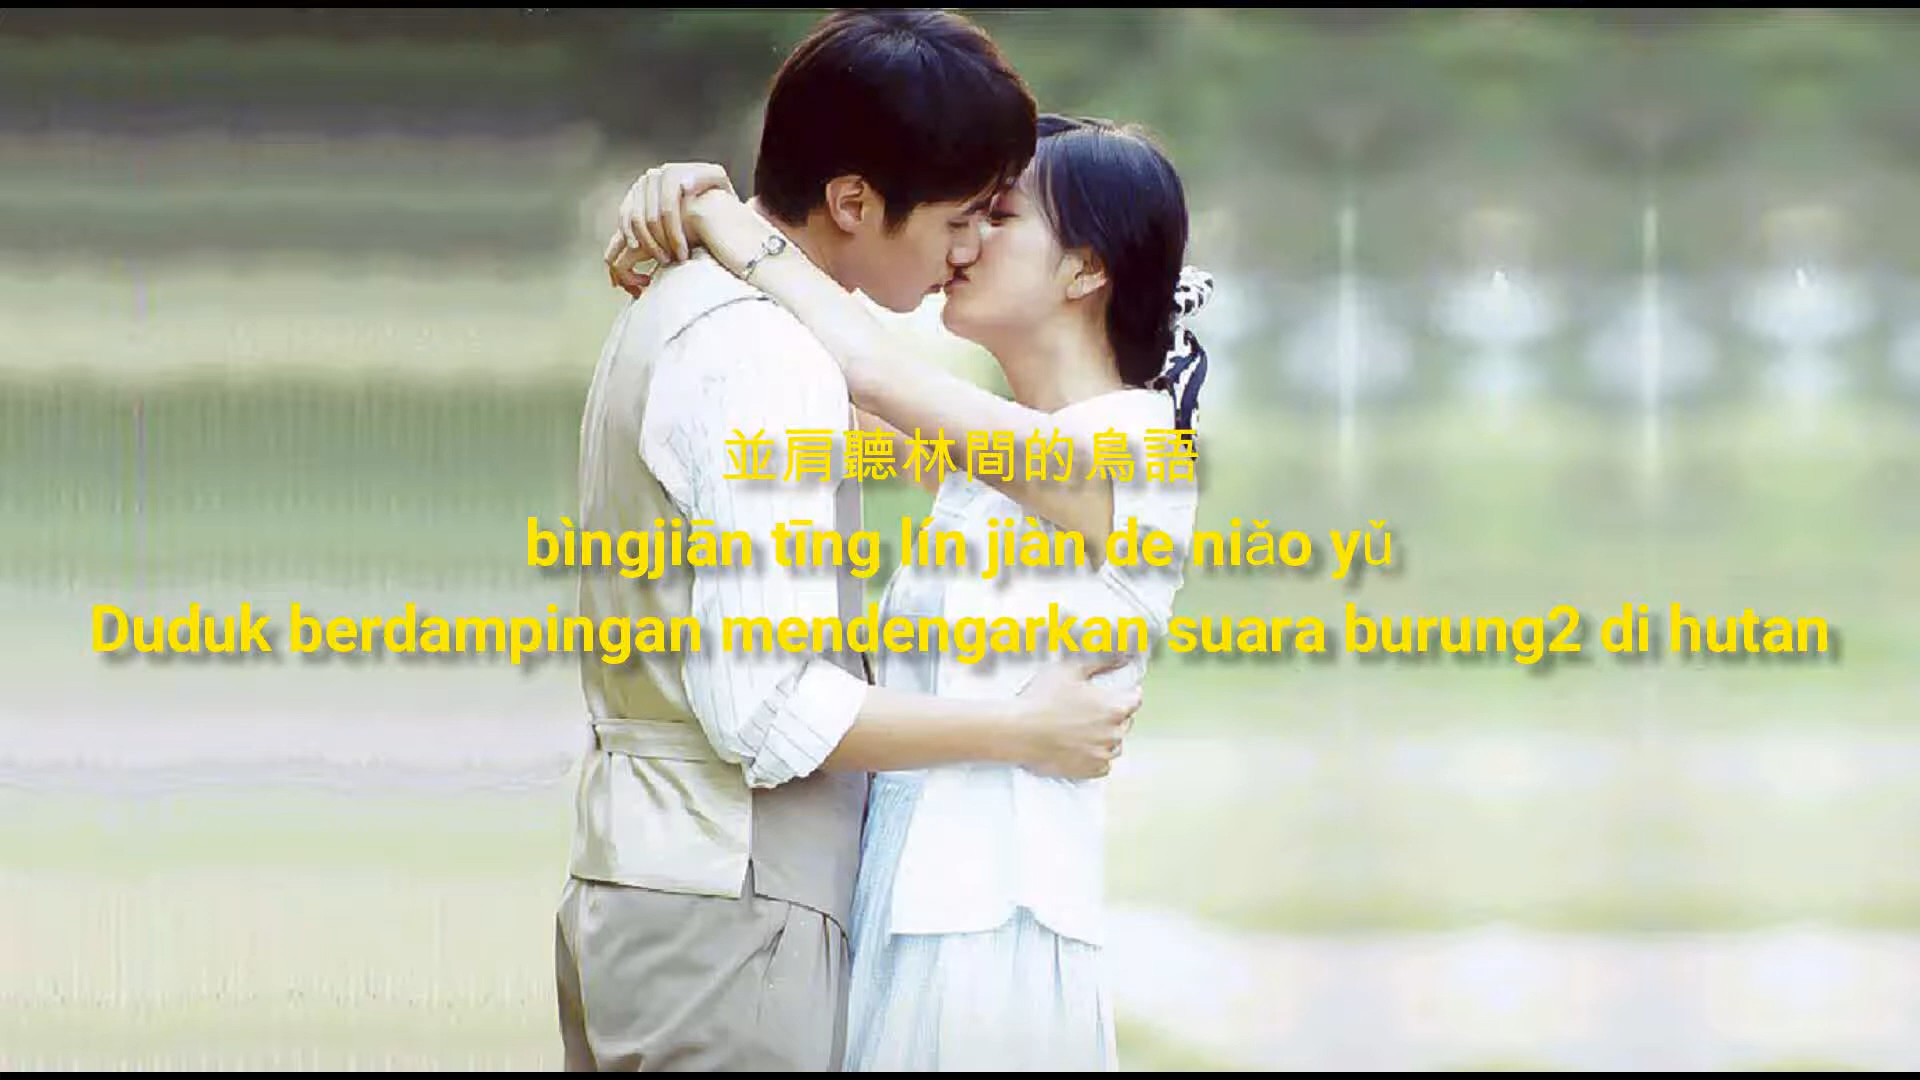 並肩聽林間的鳥語
bìngjiān tīng lín jiàn de niǎo yǔ
Duduk berdampingan mendengarkan suara burung2 di hutan